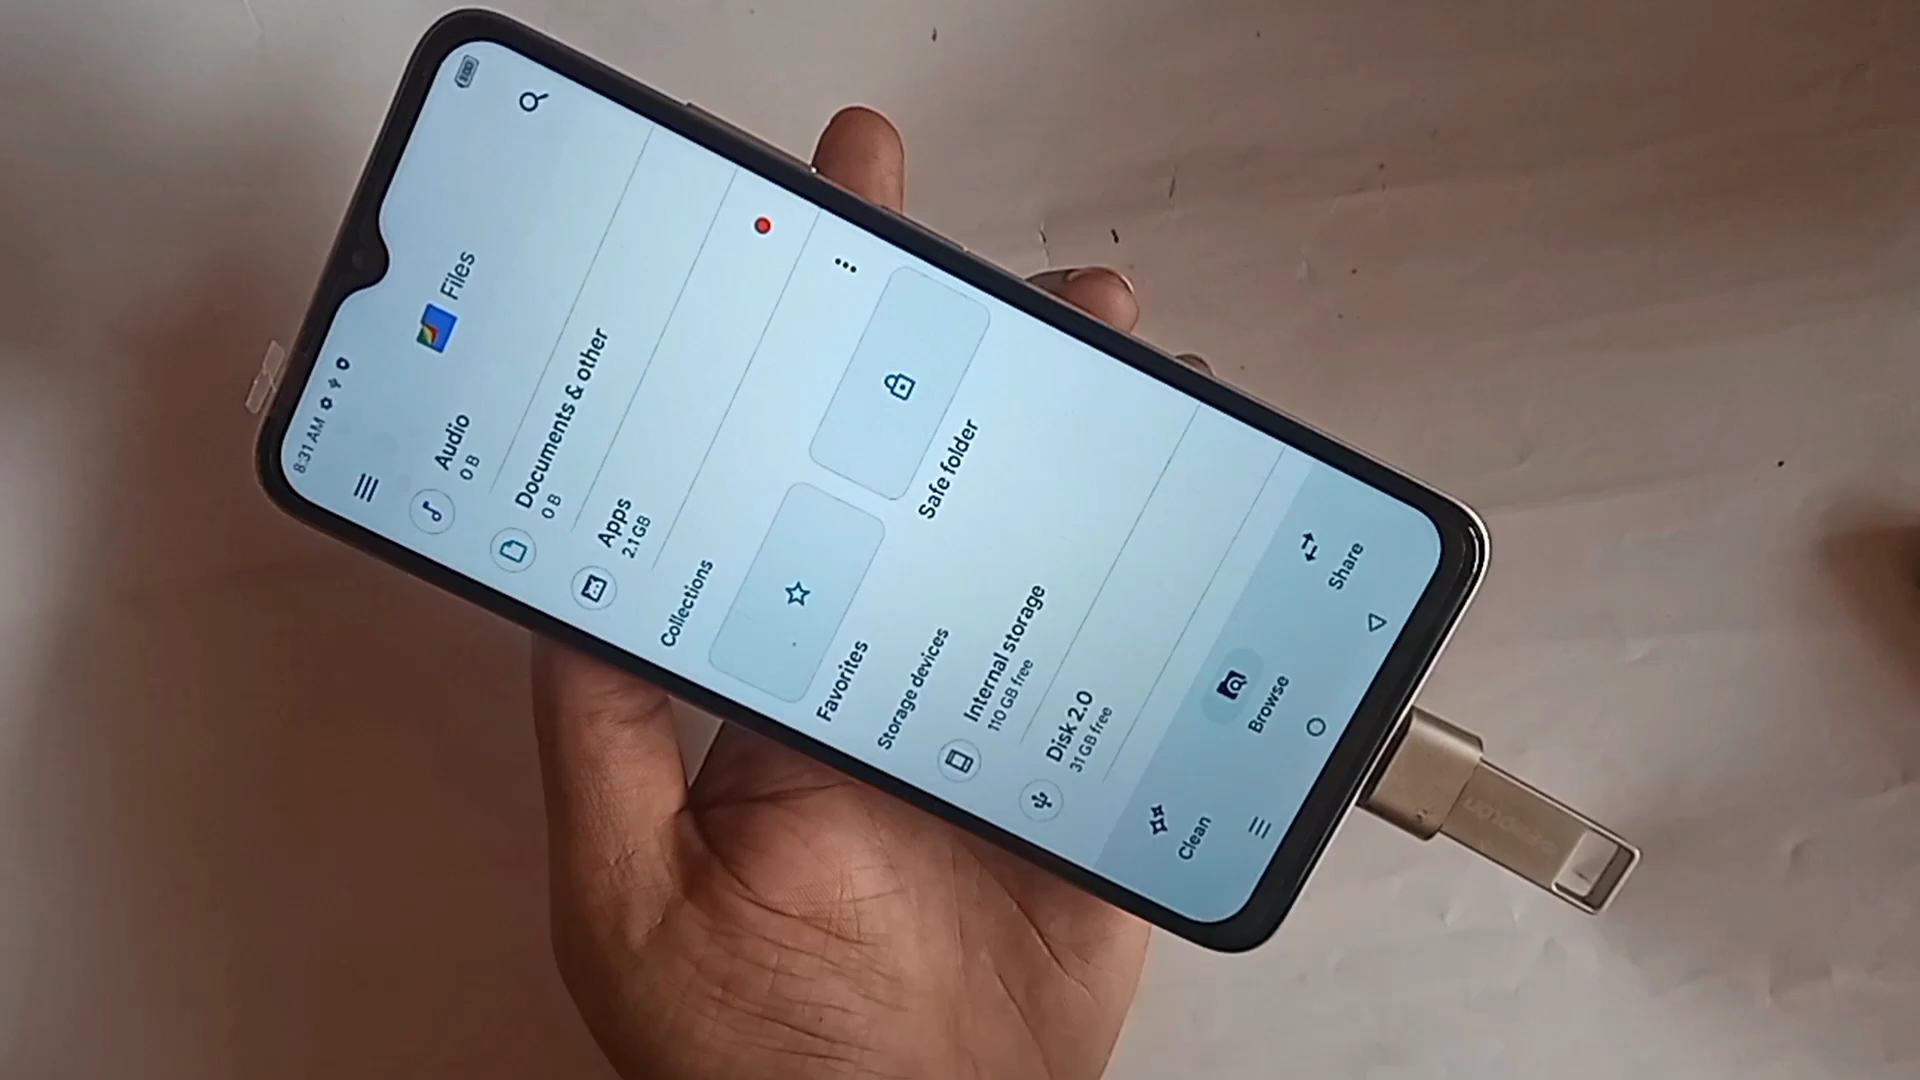 8:31 AM
100
Files
Audio
0 B
Documents & other
0 B
Apps
2.1 GB
Collections
Favorites
Safe folder
Storage devices
Internal storage
110 GB free
Disk 2.0
31 GB free
Clean
Browse
Share